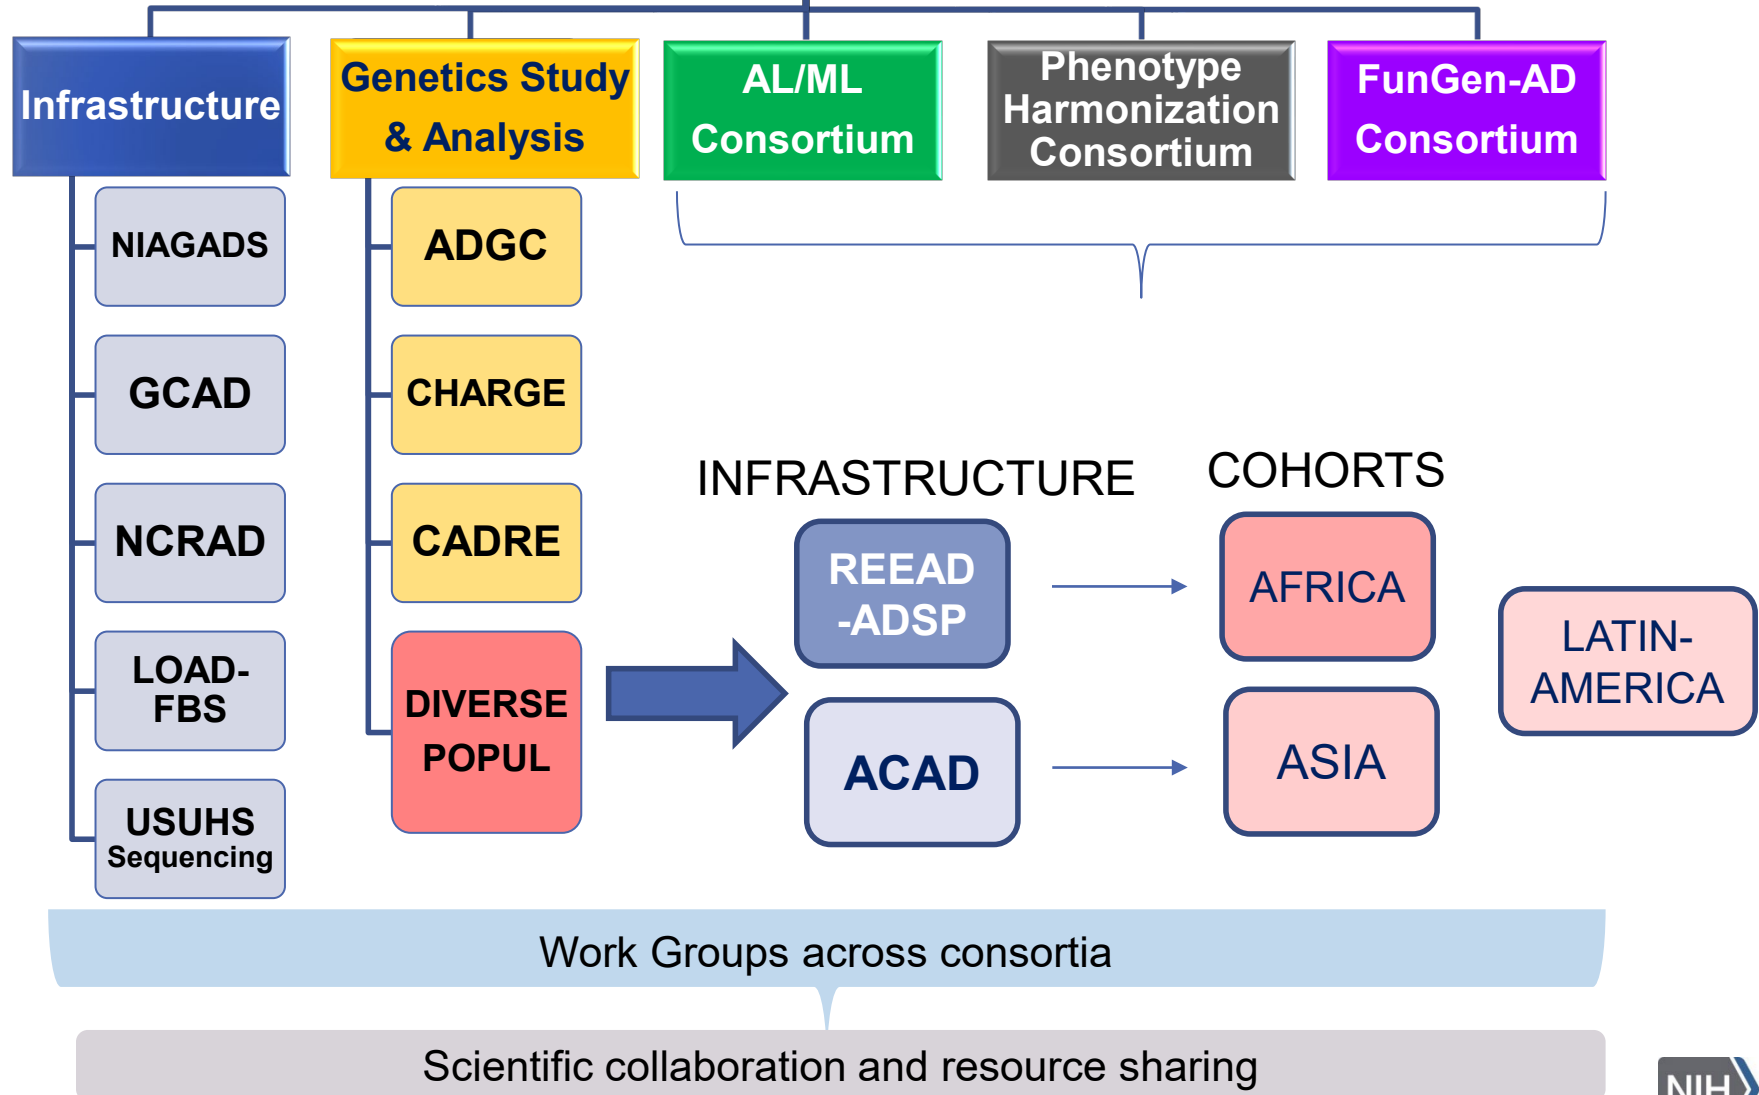 Infrastructure
Genetics Study
& Analysis
AL/ML
Consortium
Phenotype
Harmonization
Consortium
FunGen-AD
Consortium
NIAGADS
GCAD
NCRAD
LOAD-
FBS
USUHS
Sequencing
ADGC
CHARGE
CADRE
DIVERSE
POPUL
INFRASTRUCTURE
REEAD
-ADSP
ACAD
COHORTS
AFRICA
ASIA
LATIN-
AMERICA
Work Groups across consortia
Scientific collaboration and resource sharing
NIH